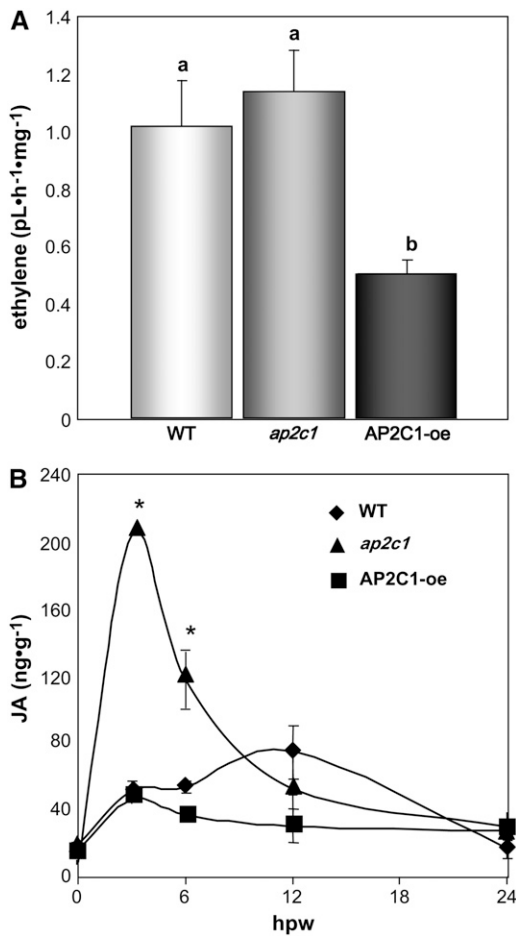 A
ethylene (pL•h⁻¹•mg⁻¹)
1.4
1.2
1.0
0.8
0.6
0.4
0.2
0
a
a
b
WT
ap2c1
AP2C1-oe
B
JA (ng•g⁻¹)
240
200
160
120
80
40
0
*
*
WT
ap2c1
AP2C1-oe
0
6
12
18
24
hpw